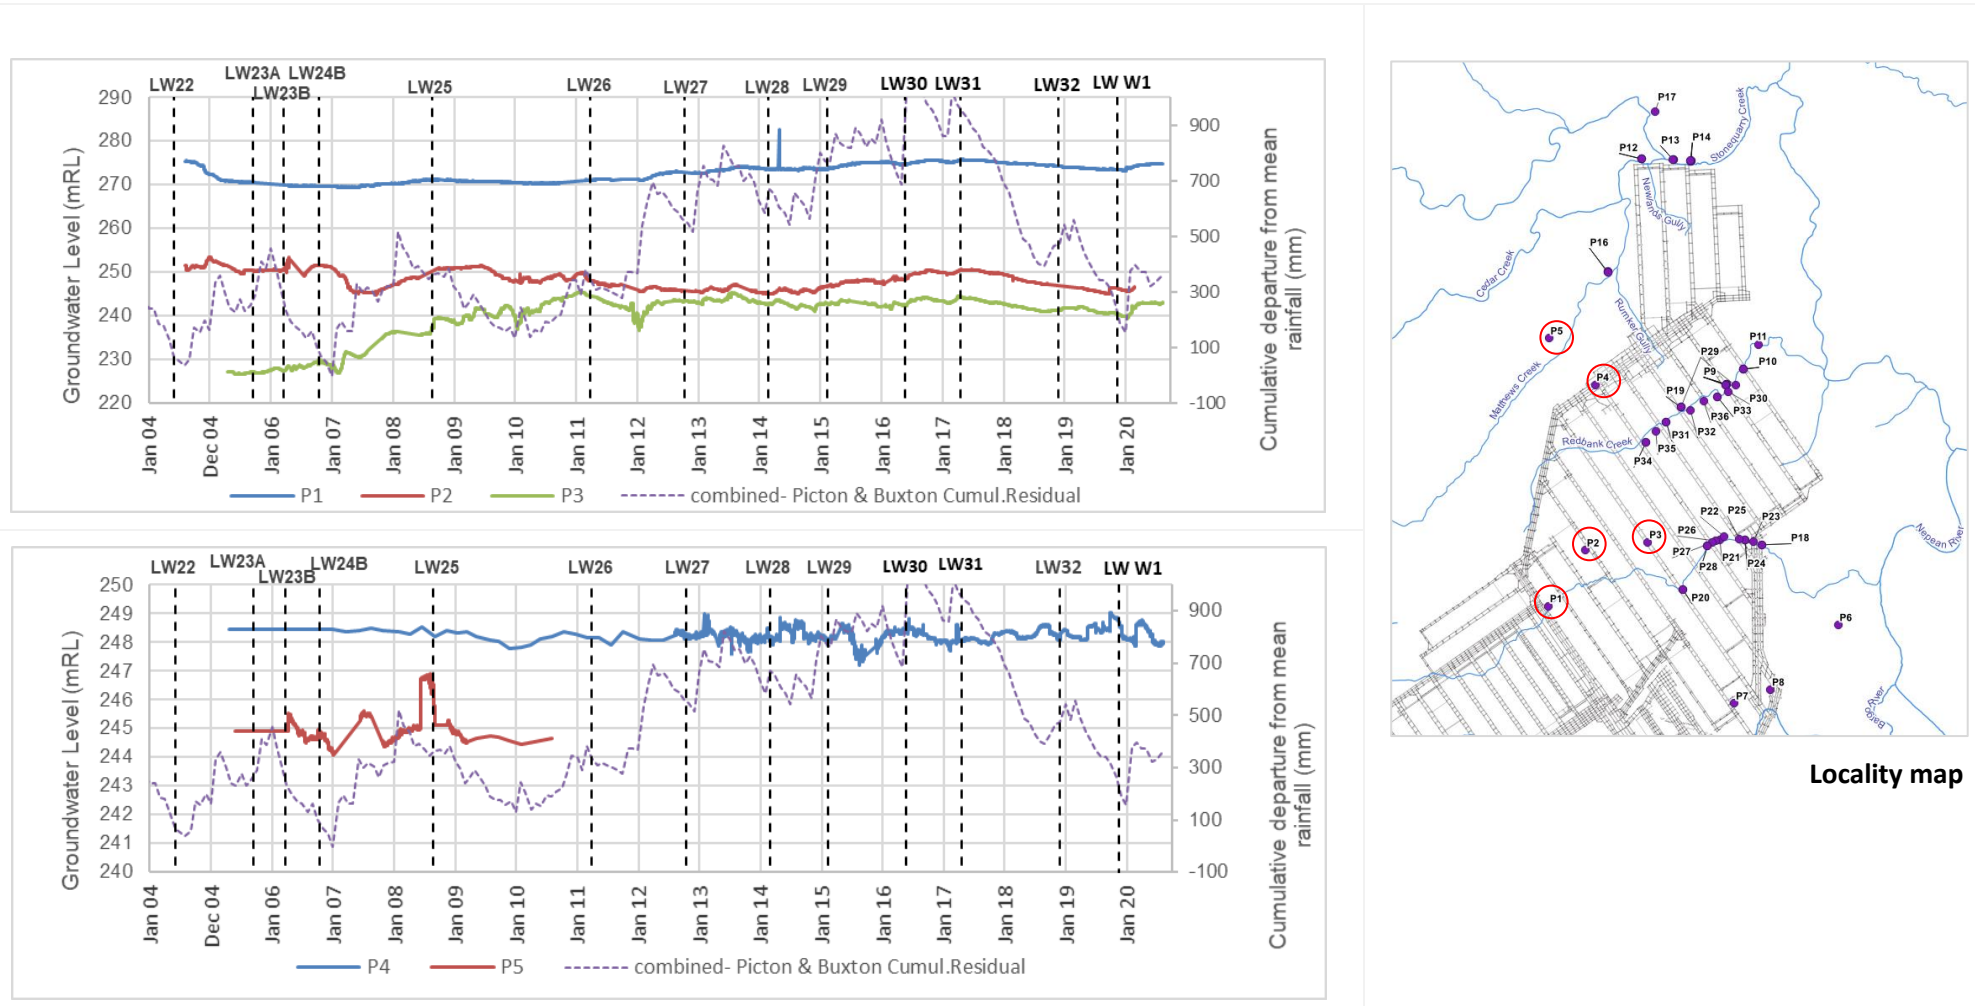 LW22
LW23A
LW24B
LW23B
LW25
LW26
LW27
LW28
LW29
LW30
LW31
LW32
LW W1
Groundwater Level (mRL)
290
280
270
260
250
240
230
220
900
700
500
300
100
-100
Cumulative departure from mean
rainfall (mm)
Jan 04
Dec 04
Jan 06
Jan 07
Jan 08
Jan 09
Jan 10
Jan 11
Jan 12
Jan 13
Jan 14
Jan 15
Jan 16
Jan 17
Jan 18
Jan 19
Jan 20
P1
P2
P3
combined- Picton & Buxton Cumul.Residual
LW22
LW23A
LW23B
LW24B
LW25
LW26
LW27
LW28
LW29
LW30
LW31
LW32
LW W1
Groundwater Level (mRL)
250
249
248
247
246
245
244
243
242
241
240
900
700
500
300
100
-100
Cumulative departure from mean
rainfall (mm)
Jan 04
Dec 04
Jan 06
Jan 07
Jan 08
Jan 09
Jan 10
Jan 11
Jan 12
Jan 13
Jan 14
Jan 15
Jan 16
Jan 17
Jan 18
Jan 19
Jan 20
P4
P5
combined- Picton & Buxton Cumul.Residual
P17
P12
P13
P14
Stonequarry Creek
Newlands Gully
P16
Cedar Creek
Rumker Gully
P5
P4
Matthews Creek
P11
P29
P10
P9
P19
P30
P36
P33
P31
P32
P35
P34
Redbank Creek
P22
P25
P23
P26
P18
P27
P21
P28
P24
P2
P3
P1
P20
P6
Nepean River
P8
P7
Bargo River
Locality map